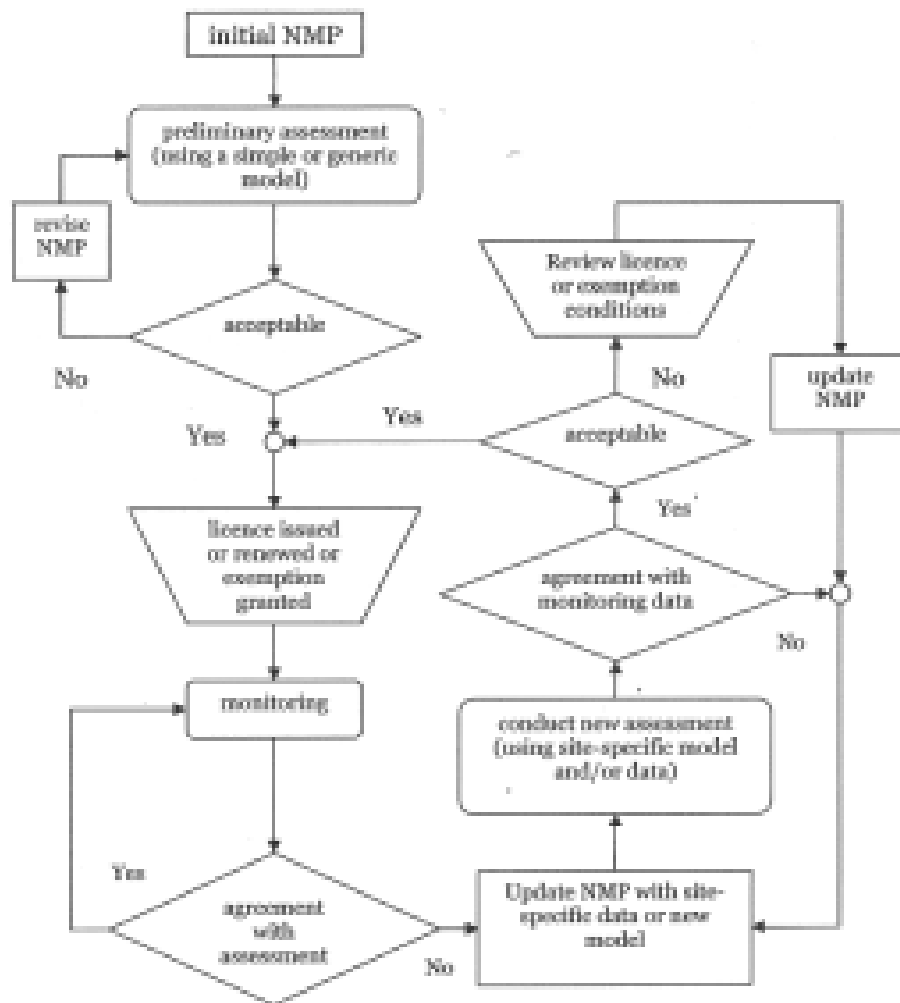 initial NMP
preliminary assessment
(using a simple or generic
model)
revise
NMP
acceptable
No
Yes
licence issued
or renewed or
exemption
granted
monitoring
Yes
agreement
with
assessment
No
Review licence
or exemption
conditions
update
NMP
No
Yes
acceptable
Yes
agreement with
monitoring data
No
conduct new assessment
(using site-specific model
and/or data)
Update NMP with site-
specific data or new
model